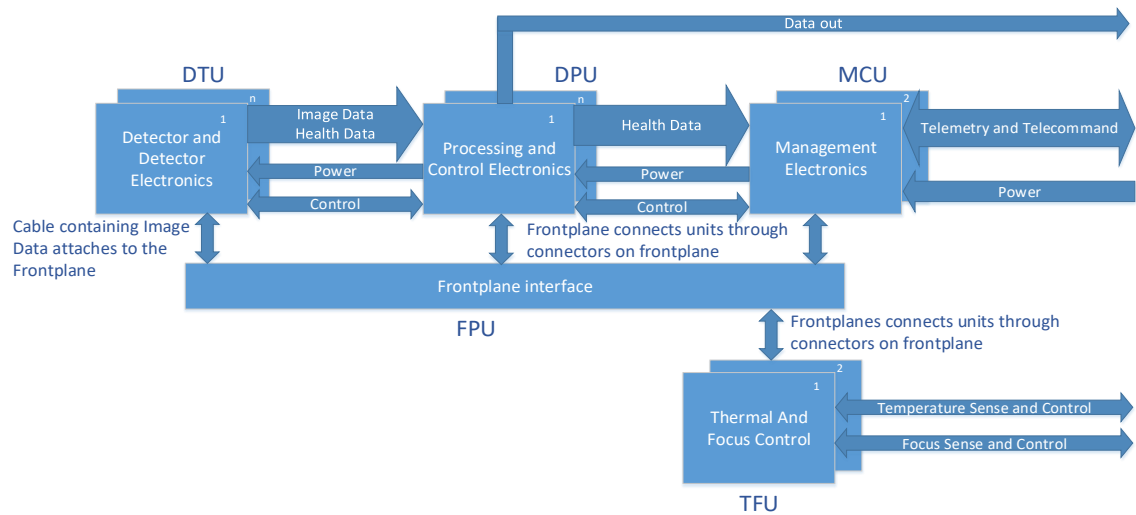 Data out
DTU
DPU
MCU
n
1
Detector and
Detector
Electronics
Image Data
Health Data
Power
Control
n
1
Processing and
Control Electronics
Health Data
Power
Control
2
1
Management
Electronics
Telemetry and Telecommand
Power
Cable containing Image
Data attaches to the
Frontplane
Frontplane connects units through
connectors on frontplane
Frontplane interface
FPU
Frontplanes connects units through
connectors on frontplane
2
1
Thermal And
Focus Control
Temperature Sense and Control
Focus Sense and Control
TFU